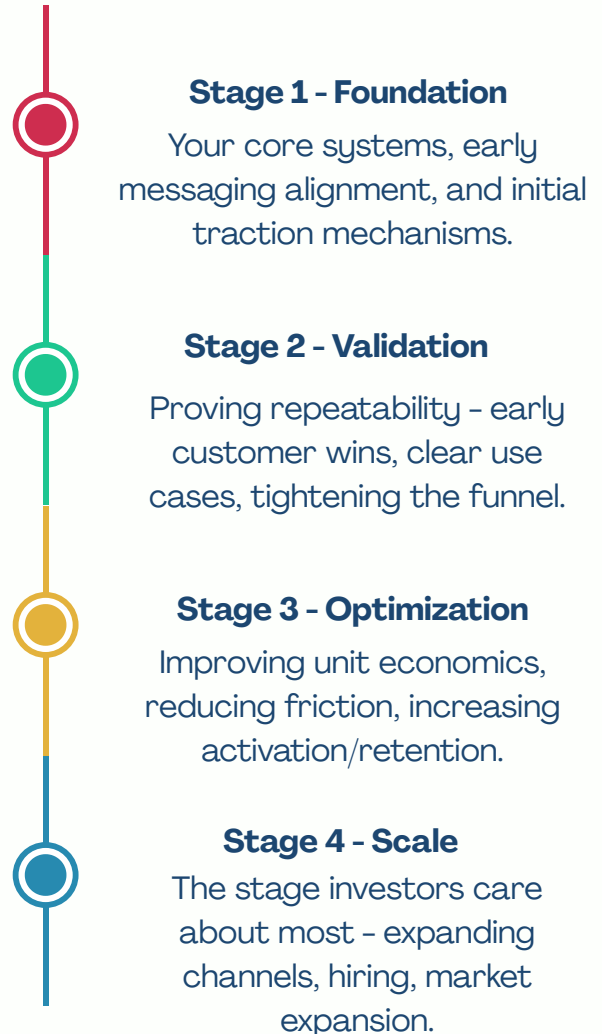 Stage 1 - Foundation
Your core systems, early
messaging alignment, and initial
traction mechanisms.
Stage 2 - Validation
Proving repeatability - early
customer wins, clear use
cases, tightening the funnel.
Stage 3 - Optimization
Improving unit economics,
reducing friction, increasing
activation/retention.
Stage 4 - Scale
The stage investors care
about most - expanding
channels, hiring, market
expansion.